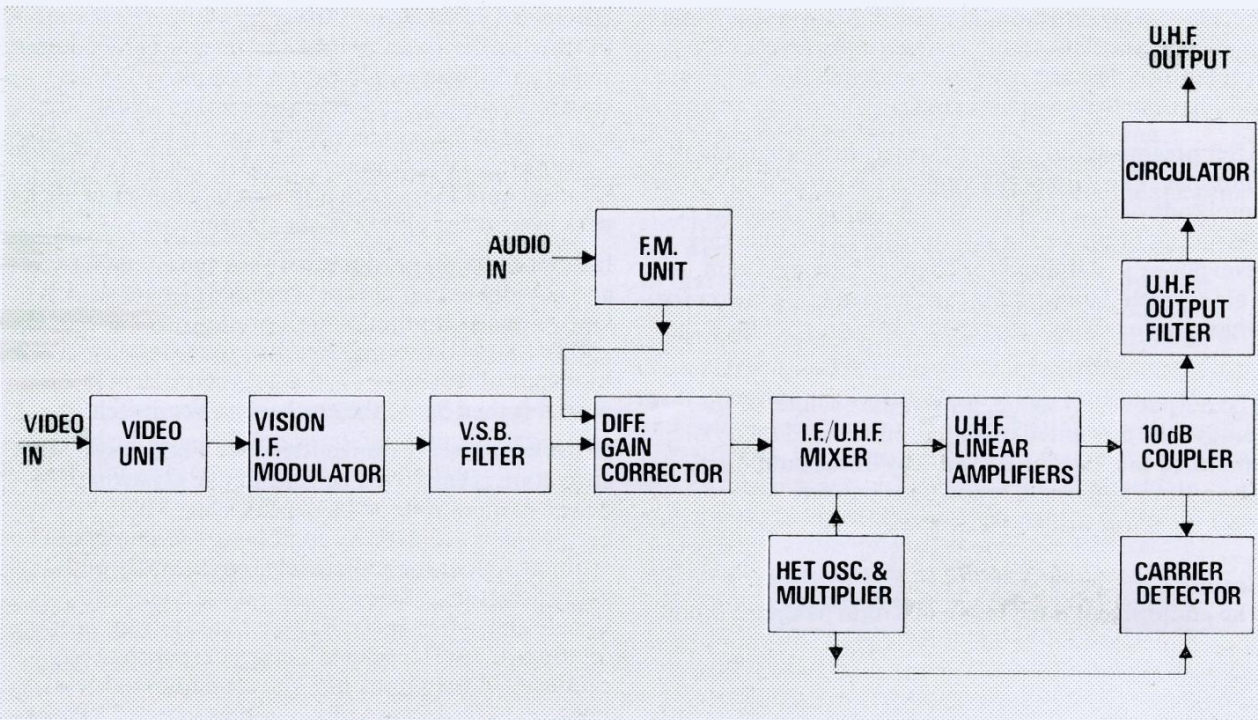 U.H.F.
OUTPUT
CIRCULATOR
AUDIO
IN
F.M.
UNIT
U.H.F.
OUTPUT
FILTER
VIDEO
IN
VIDEO
UNIT
VISION
I.F.
MODULATOR
V.S.B.
FILTER
DIFF.
GAIN
CORRECTOR
I.F./U.H.F.
MIXER
U.H.F.
LINEAR
AMPLIFIERS
10 dB
COUPLER
HET OSC. &
MULTIPLIER
CARRIER
DETECTOR